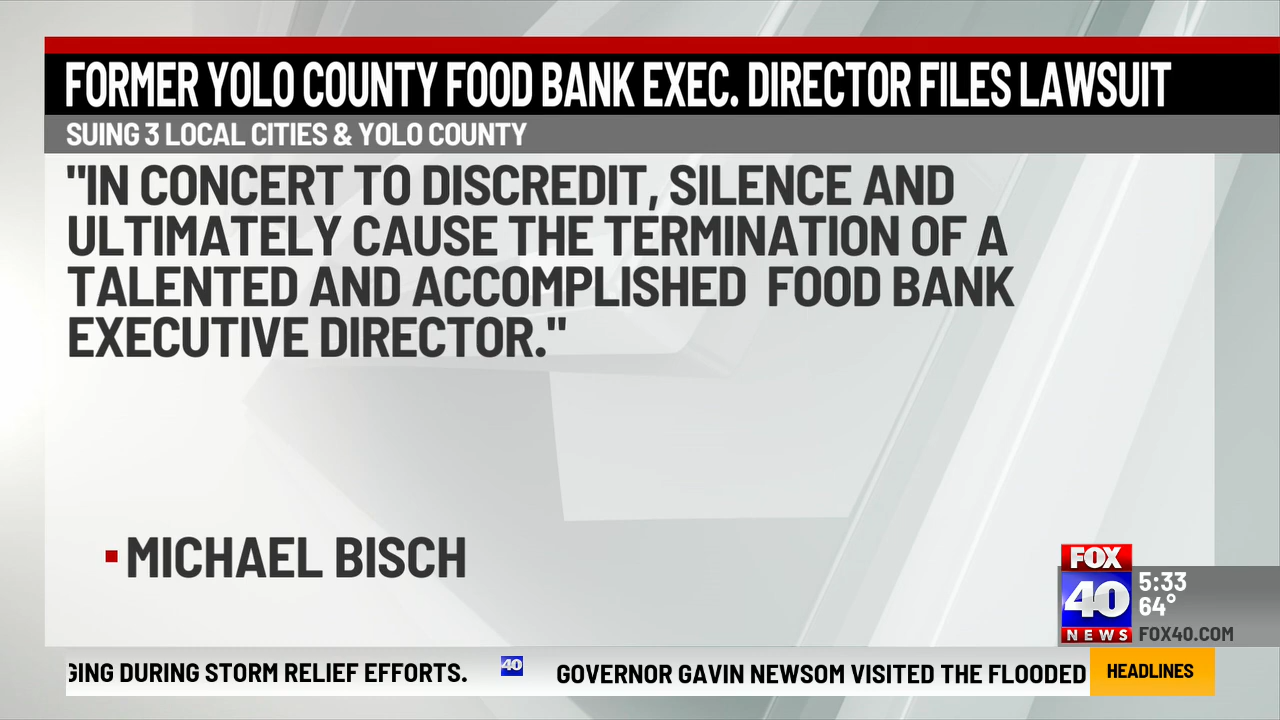 FORMER YOLO COUNTY FOOD BANK EXEC. DIRECTOR FILES LAWSUIT
SUING 3 LOCAL CITIES & YOLO COUNTY
"IN CONCERT TO DISCREDIT, SILENCE AND
ULTIMATELY CAUSE THE TERMINATION OF A
TALENTED AND ACCOMPLISHED FOOD BANK
EXECUTIVE DIRECTOR."
MICHAEL BISCH
FOX
40
NEWS
5:33
64°
FOX40.COM
GING DURING STORM RELIEF EFFORTS. 40 GOVERNOR GAVIN NEWSOM VISITED THE FLOODED
HEADLINES